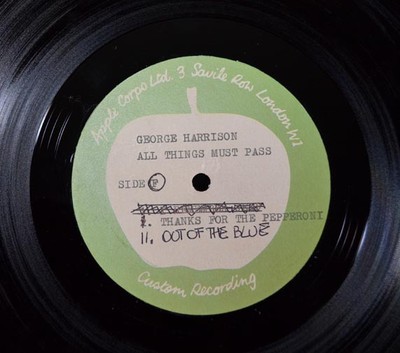 Apple Corps Ltd. 3 Savile Row London W1
GEORGE HARRISON
ALL THINGS MUST PASS
SIDE F
1. THANKS FOR THE PEPPERONI
11. OUT OF THE BLUE
Custom Recording